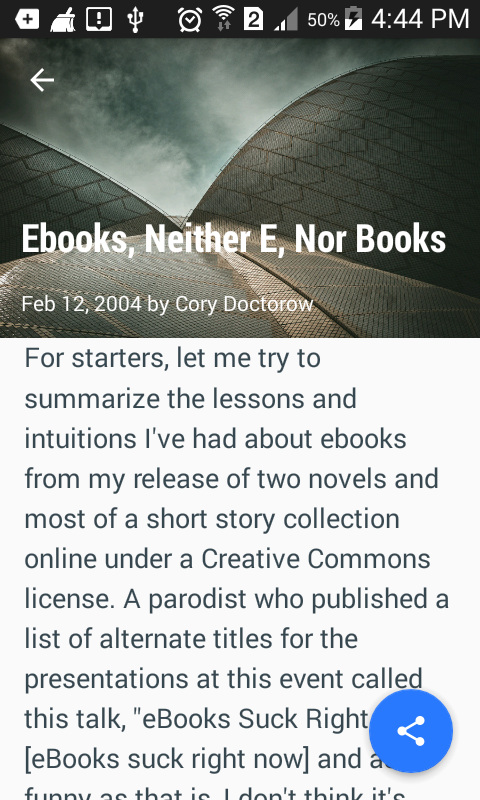 2 50% 4:44 PM
Ebooks, Neither E, Nor Books
Feb 12, 2004 by Cory Doctorow
For starters, let me try to
summarize the lessons and
intuitions I've had about ebooks
from my release of two novels and
most of a short story collection
online under a Creative Commons
license. A parodist who published a
list of alternate titles for the
presentations at this event called
this talk, "eBooks Suck Right
[eBooks suck right now] and
funny as that is, I don't think it's